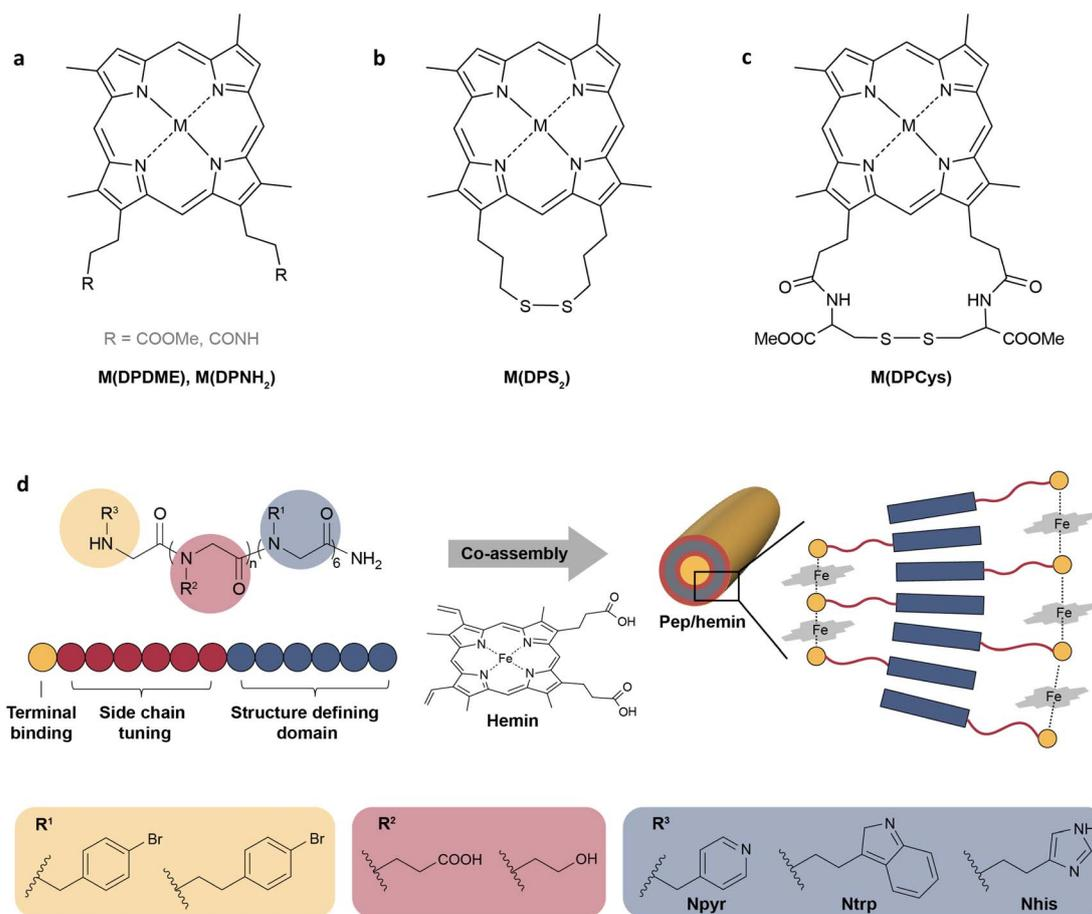 a
b
c
N
N
M
N
N
R
R
R = COOMe, CONH
M(DPDME), M(DPNH₂)
N
N
M
N
N
S S
M(DPS₂)
N
N
M
N
N
O
NH
HN
O
MeOOC
S S
COOMe
M(DPCys)
d
R³
HN
O
N
R²
O
n
R¹
N
O
6
NH₂
Terminal
binding
Side chain
tuning
Structure defining
domain
Co-assembly
O
OH
N
N
Fe
N
N
O
OH
Hemin
Pep/hemin
Fe
Fe
Fe
Fe
Fe
R¹
Br
Br
R²
COOH
OH
R³
N
Npyr
N
Ntrp
NH
N
Nhis